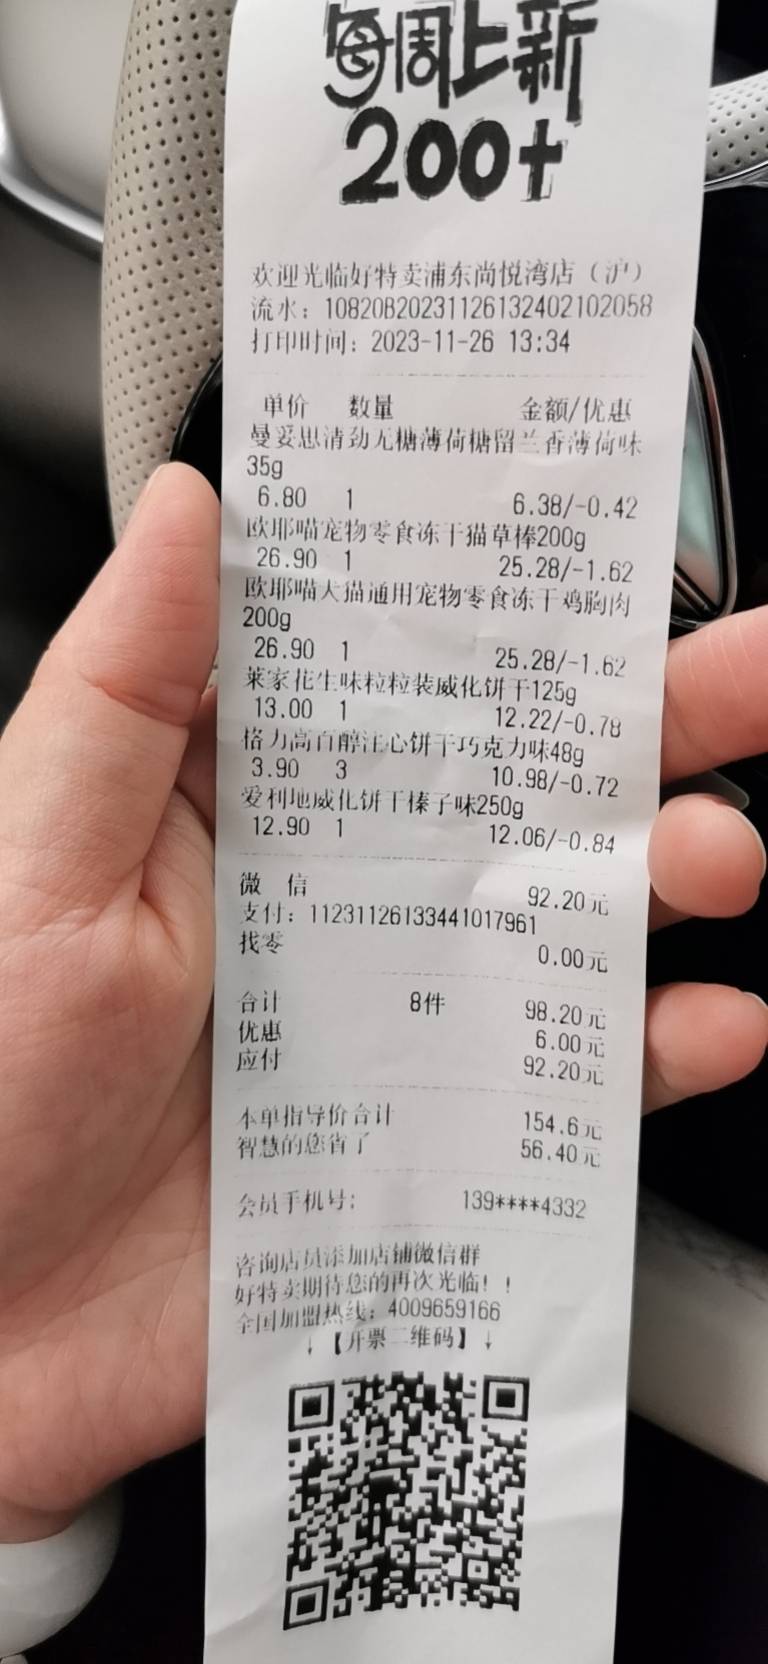 每周上新
200+
欢迎光临好特卖浦东尚悦湾店（沪）
流水：10820B202311261324021​02058
打印时间：2023-11-26 13:34
单价 数量 金额/优惠
曼妥思清劲无糖薄荷糖留兰香薄荷味
35g
6.80 1 6.38/-0.42
欧耶喵宠物零食冻干猫草棒200g
26.90 1 25.28/-1.62
欧耶喵犬猫通用宠物零食冻干鸡胸肉
200g
26.90 1 25.28/-1.62
莱家花生味粒粒装威化饼干125g
13.00 1 12.22/-0.78
格力高百醇注心饼干巧克力味48g
3.90 3 10.98/-0.72
爱利地威化饼干榛子味250g
12.90 1 12.06/-0.84
微 信 92.20元
支付：11231126133441017961
找零 0.00元
合计 8件 98.20元
优惠 6.00元
应付 92.20元
本单指导价合计 154.6元
智慧的您省了 56.40元
会员手机号： 139****4332
咨询店员添加店铺微信群
好特卖期待您的再次光临！！
全国加盟热线：4009659166
↓【开票二维码】↓